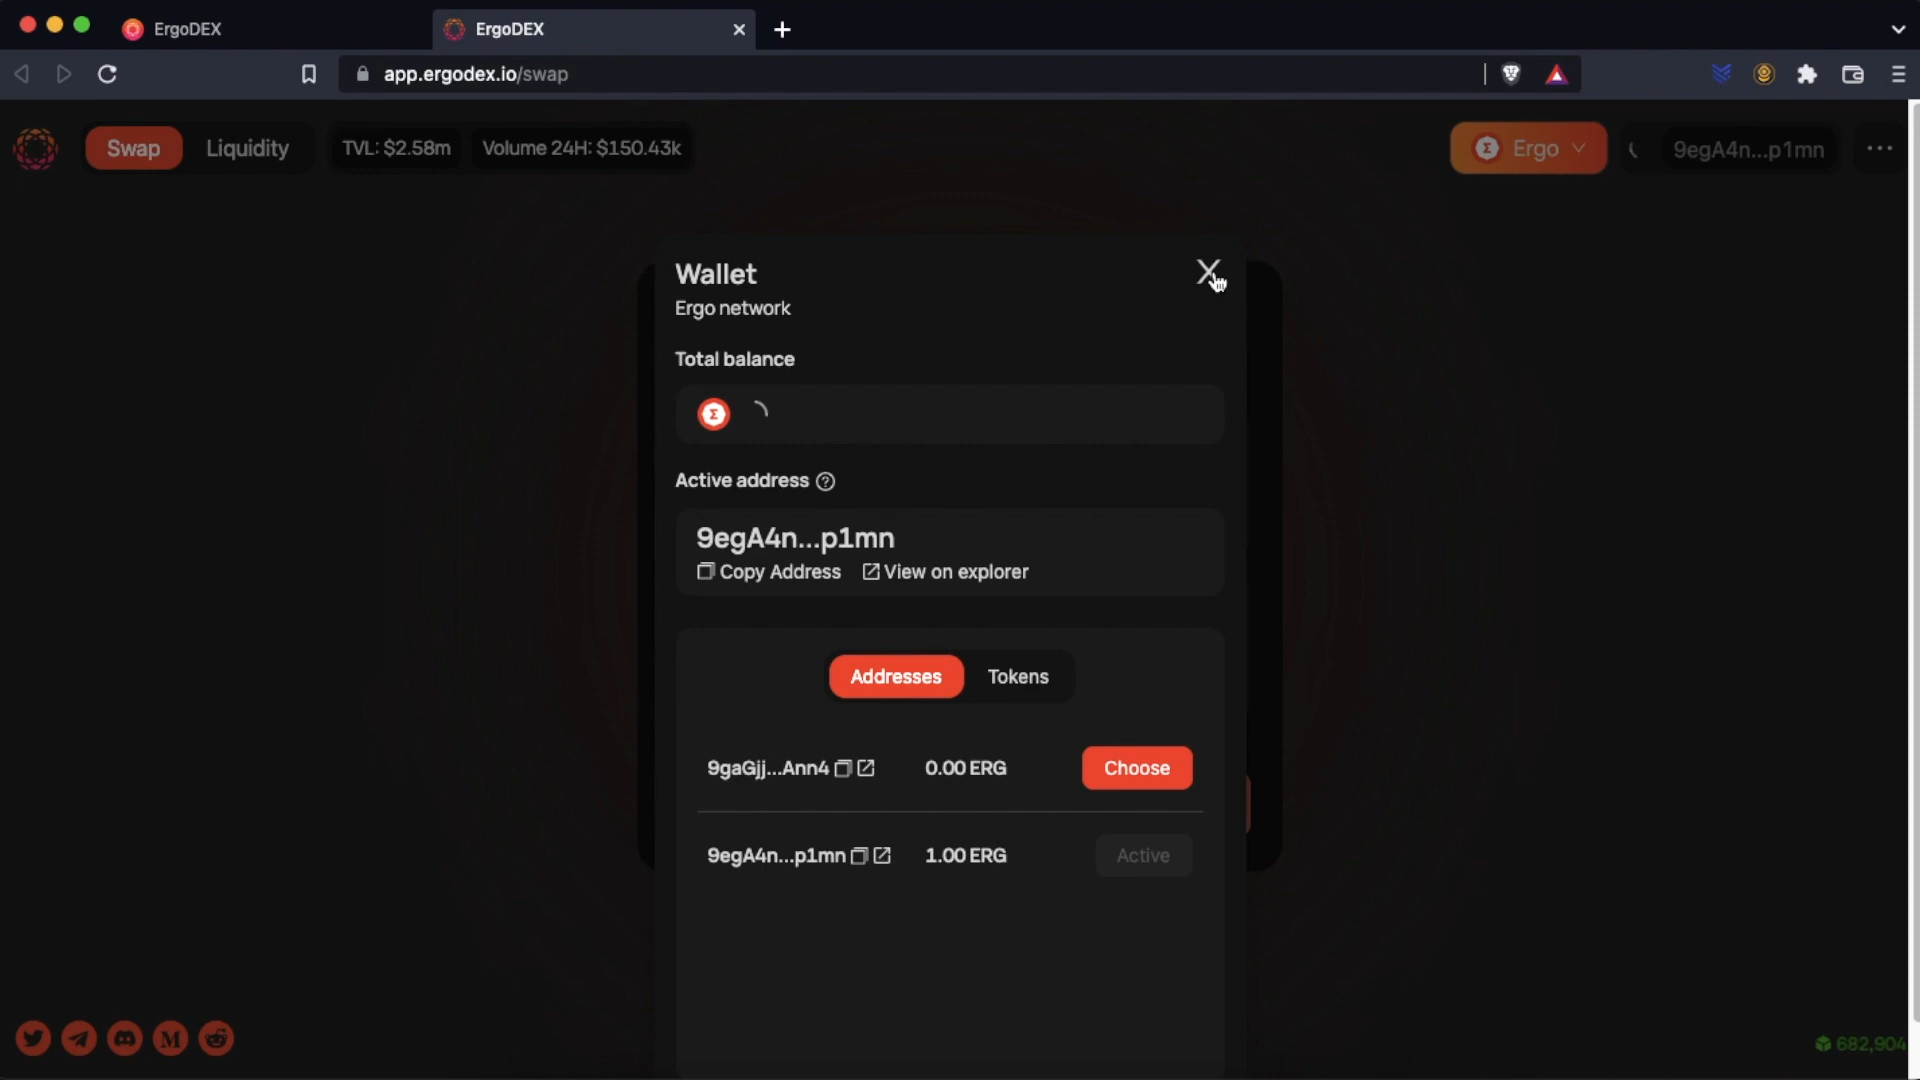 ErgoDEX
ErgoDEX
app.ergodex.io/swap
Swap
Liquidity
TVL: $2.58m
Volume 24H: $150.43k
Ergo
9egA4n...p1mn
Wallet
Ergo network
Total balance
Active address
9egA4n...p1mn
Copy Address
View on explorer
Addresses
Tokens
9gaGjj...Ann4
0.00 ERG
Choose
9egA4n...p1mn
1.00 ERG
Active
682,904